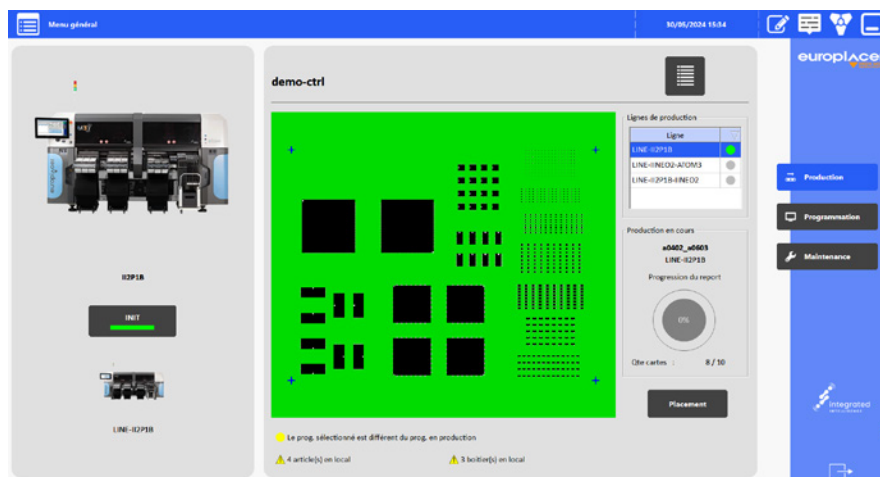 Menu général
30/05/2024 15:34
europlace
demo-ctrl
II2P1B
INIT
LINE-II2P1B
Lignes de production
Ligne
LINE-II2P1B
LINE-IINEO2-ATOM3
LINE-II2P1B-IINEO2
Production en cours
a0402_a0603
LINE-II2P1B
Progression du report
0%
Qte cartes : 8 / 10
Placement
Le prog. sélectionné est différent du prog. en production
4 article(s) en local
3 boitier(s) en local
Production
Programmation
Maintenance
integrated
INTELLIGENCE